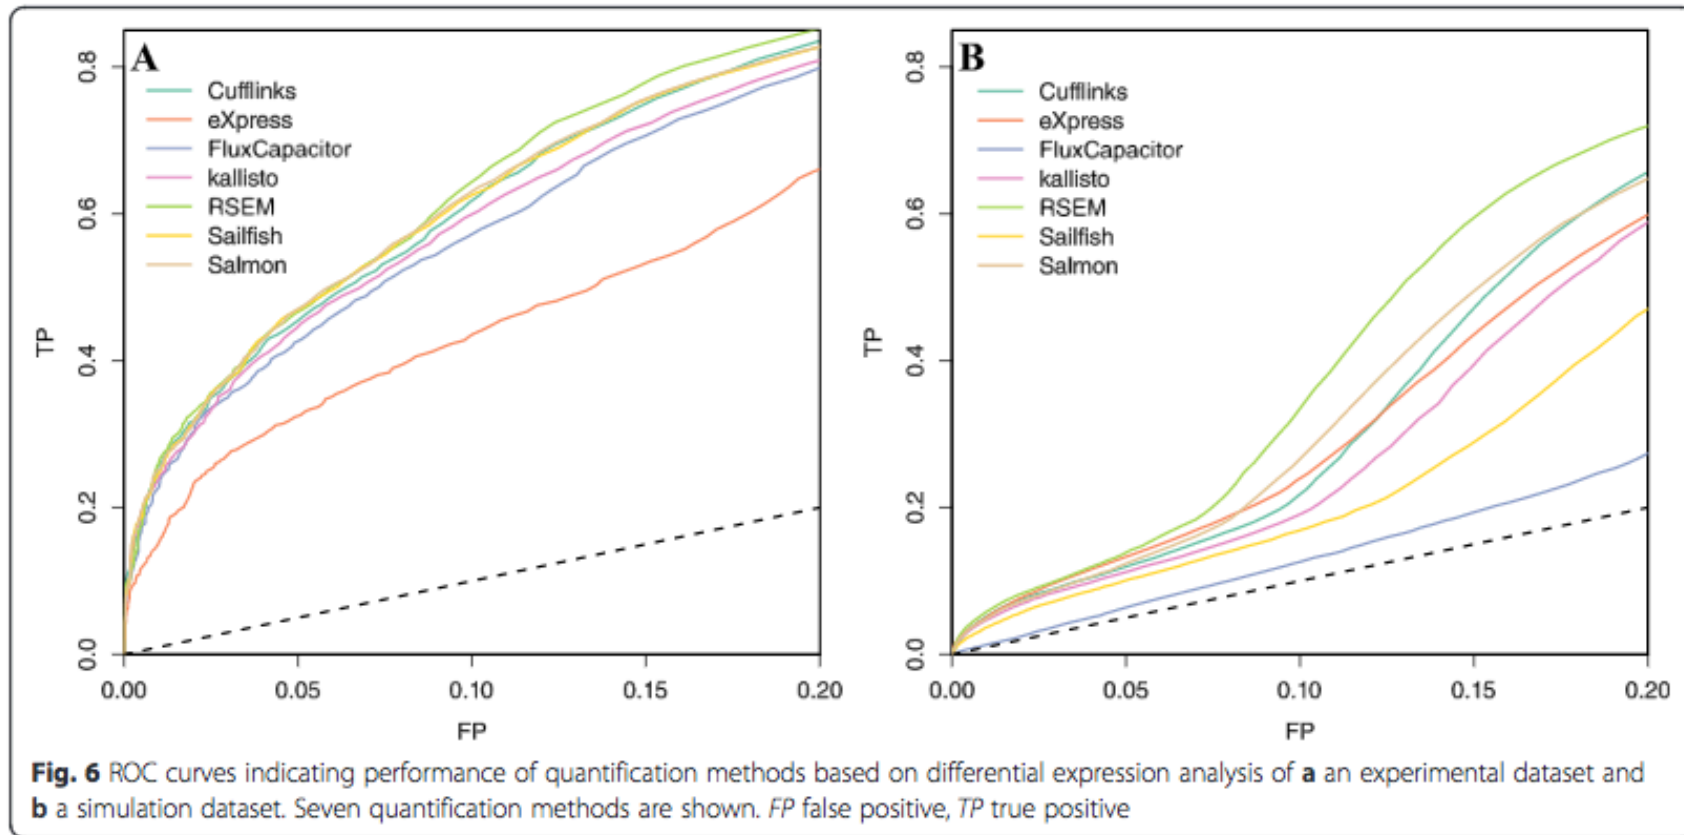 A
Cufflinks
eXpress
FluxCapacitor
kallisto
RSEM
Sailfish
Salmon
TP
0.0
0.2
0.4
0.6
0.8
0.00
0.05
0.10
0.15
0.20
FP
B
Cufflinks
eXpress
FluxCapacitor
kallisto
RSEM
Sailfish
Salmon
TP
0.0
0.2
0.4
0.6
0.8
0.00
0.05
0.10
0.15
0.20
FP
Fig. 6 ROC curves indicating performance of quantification methods based on differential expression analysis of a an experimental dataset and
b a simulation dataset. Seven quantification methods are shown. FP false positive, TP true positive